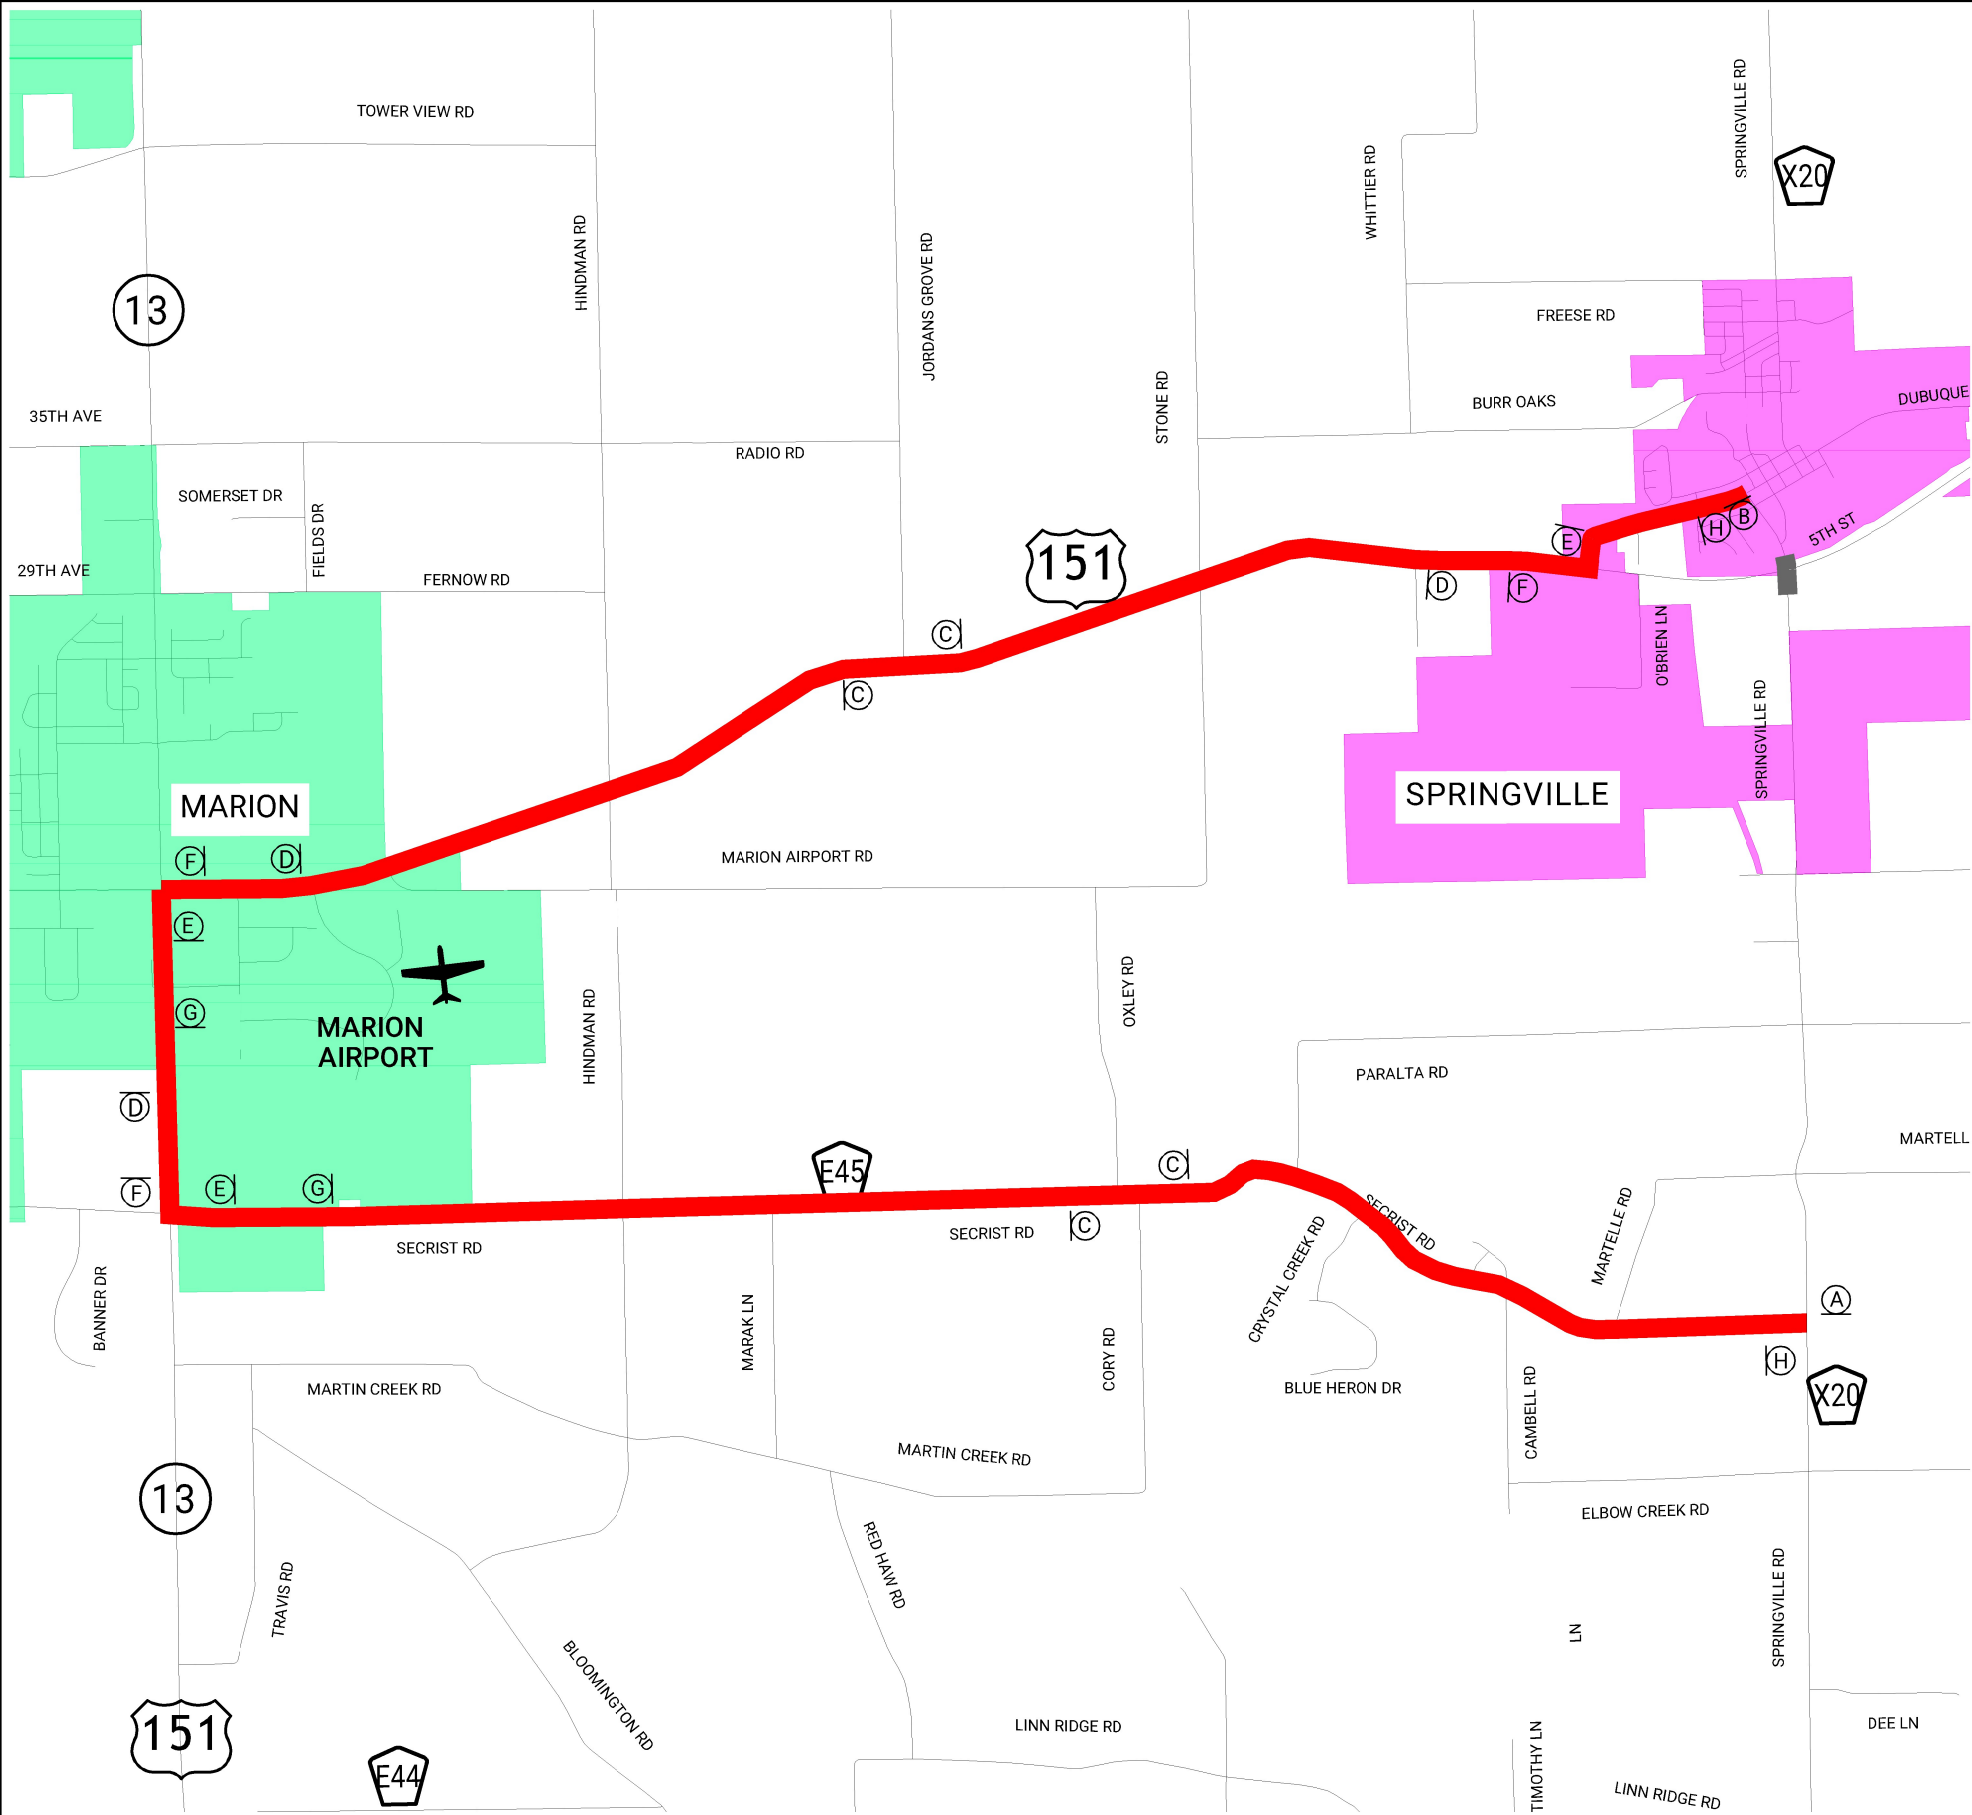 TOWER VIEW RD
SPRINGVILLE RD
X20
WHITTIER RD
HINDMAN RD
JORDANS GROVE RD
13
FREESE RD
STONE RD
DUBUQUE
BURR OAKS
35TH AVE
RADIO RD
SOMERSET DR
FIELDS DR
H
B
5TH ST
E
151
29TH AVE
FERNOW RD
D
F
C
O'BRIEN LN
C
SPRINGVILLE RD
MARION
SPRINGVILLE
F
D
MARION AIRPORT RD
E
OXLEY RD
G
MARION
AIRPORT
HINDMAN RD
PARALTA RD
D
MARTELL
E45
C
F
E
G
SECRIST RD
C
SECRIST RD
SECRIST RD
CRYSTAL CREEK RD
MARTELLE RD
BANNER DR
A
MARAK LN
CORY RD
H
MARTIN CREEK RD
BLUE HERON DR
X20
CAMBELL RD
MARTIN CREEK RD
13
ELBOW CREEK RD
RED HAW RD
TRAVIS RD
LN
SPRINGVILLE RD
BLOOMINGTON RD
151
LINN RIDGE RD
DEE LN
E44
TIMOTHY LN
LINN RIDGE RD